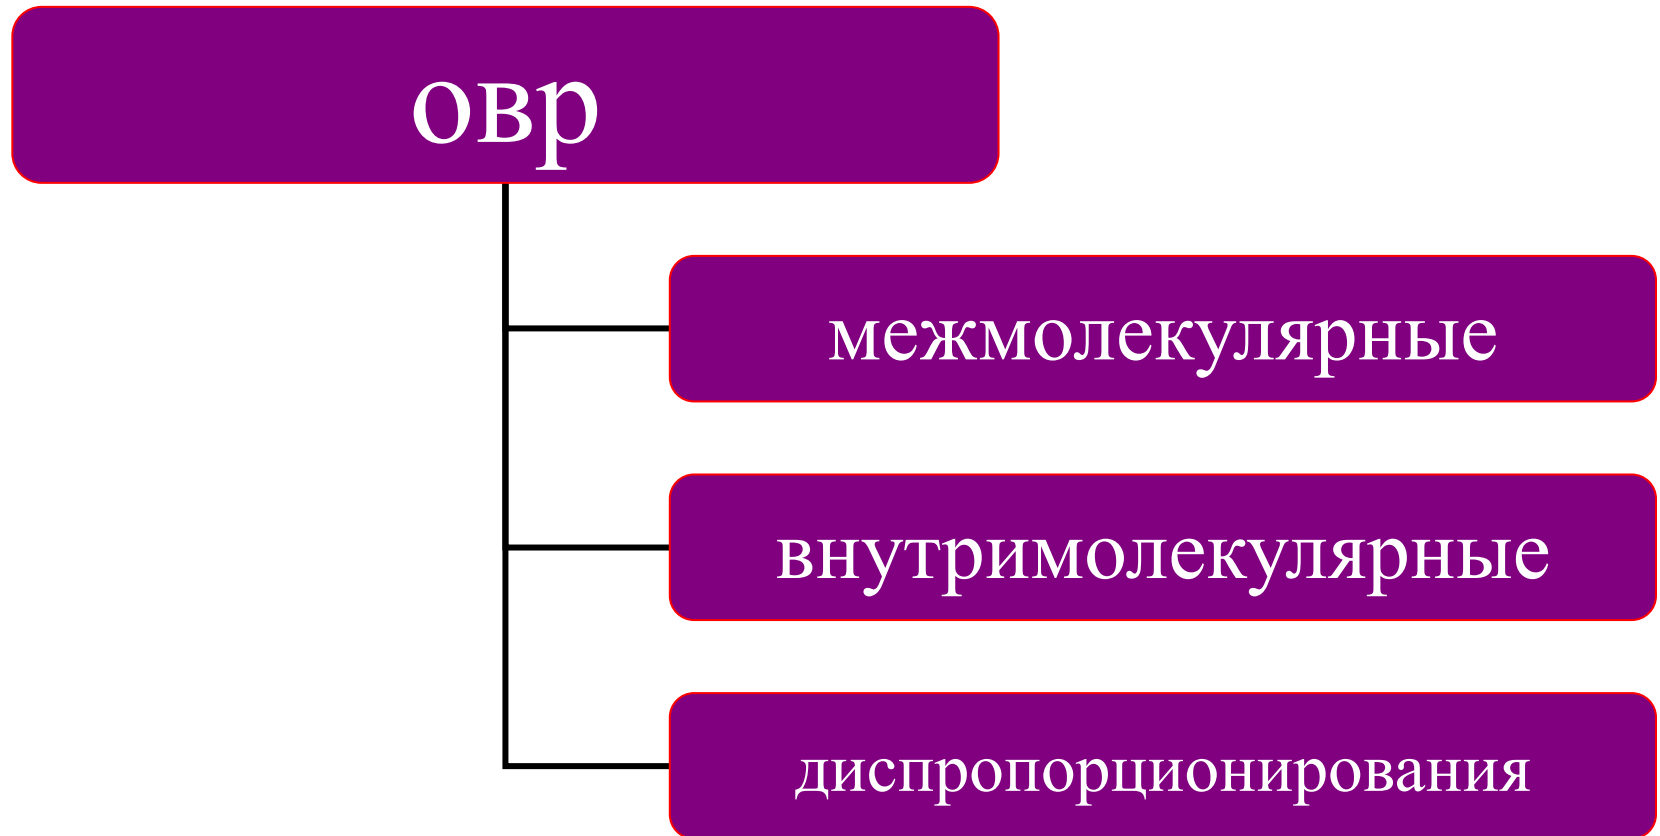 овр
межмолекулярные
внутримолекулярные
диспропорционирования